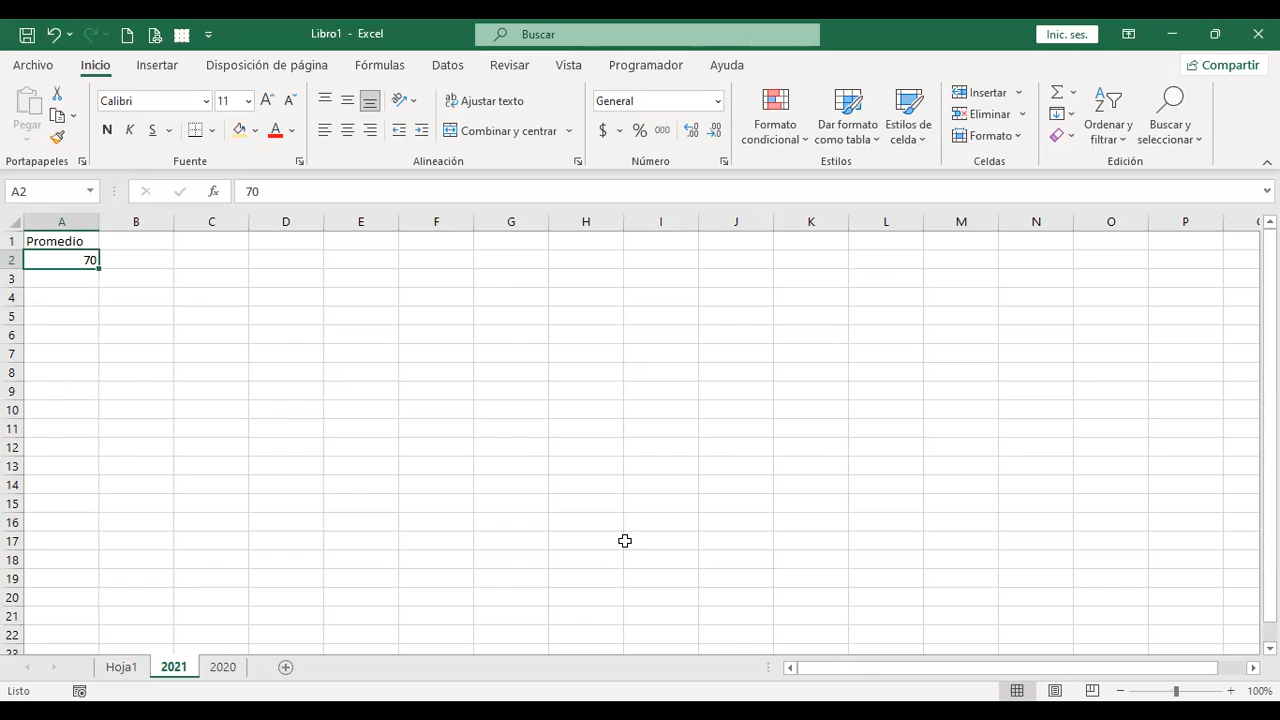 Libro1 - Excel
Buscar
Inic. ses.
Archivo Inicio Insertar Disposición de página Fórmulas Datos Revisar Vista Programador Ayuda
Compartir
Pegar
Calibri 11
N K S
Ajustar texto
Combinar y centrar
General
$ % 000
Formato condicional
Dar formato como tabla
Estilos de celda
Insertar
Eliminar
Formato
Ordenar y filtrar
Buscar y seleccionar
Portapapeles Fuente Alineación Número Estilos Celdas Edición
A2 fx 70
A B C D E F G H I J K L M N O P
1 Promedio
2 70
3
4
5
6
7
8
9
10
11
12
13
14
15
16
17
18
19
20
21
22
23
Hoja1 2021 2020
Listo
100%